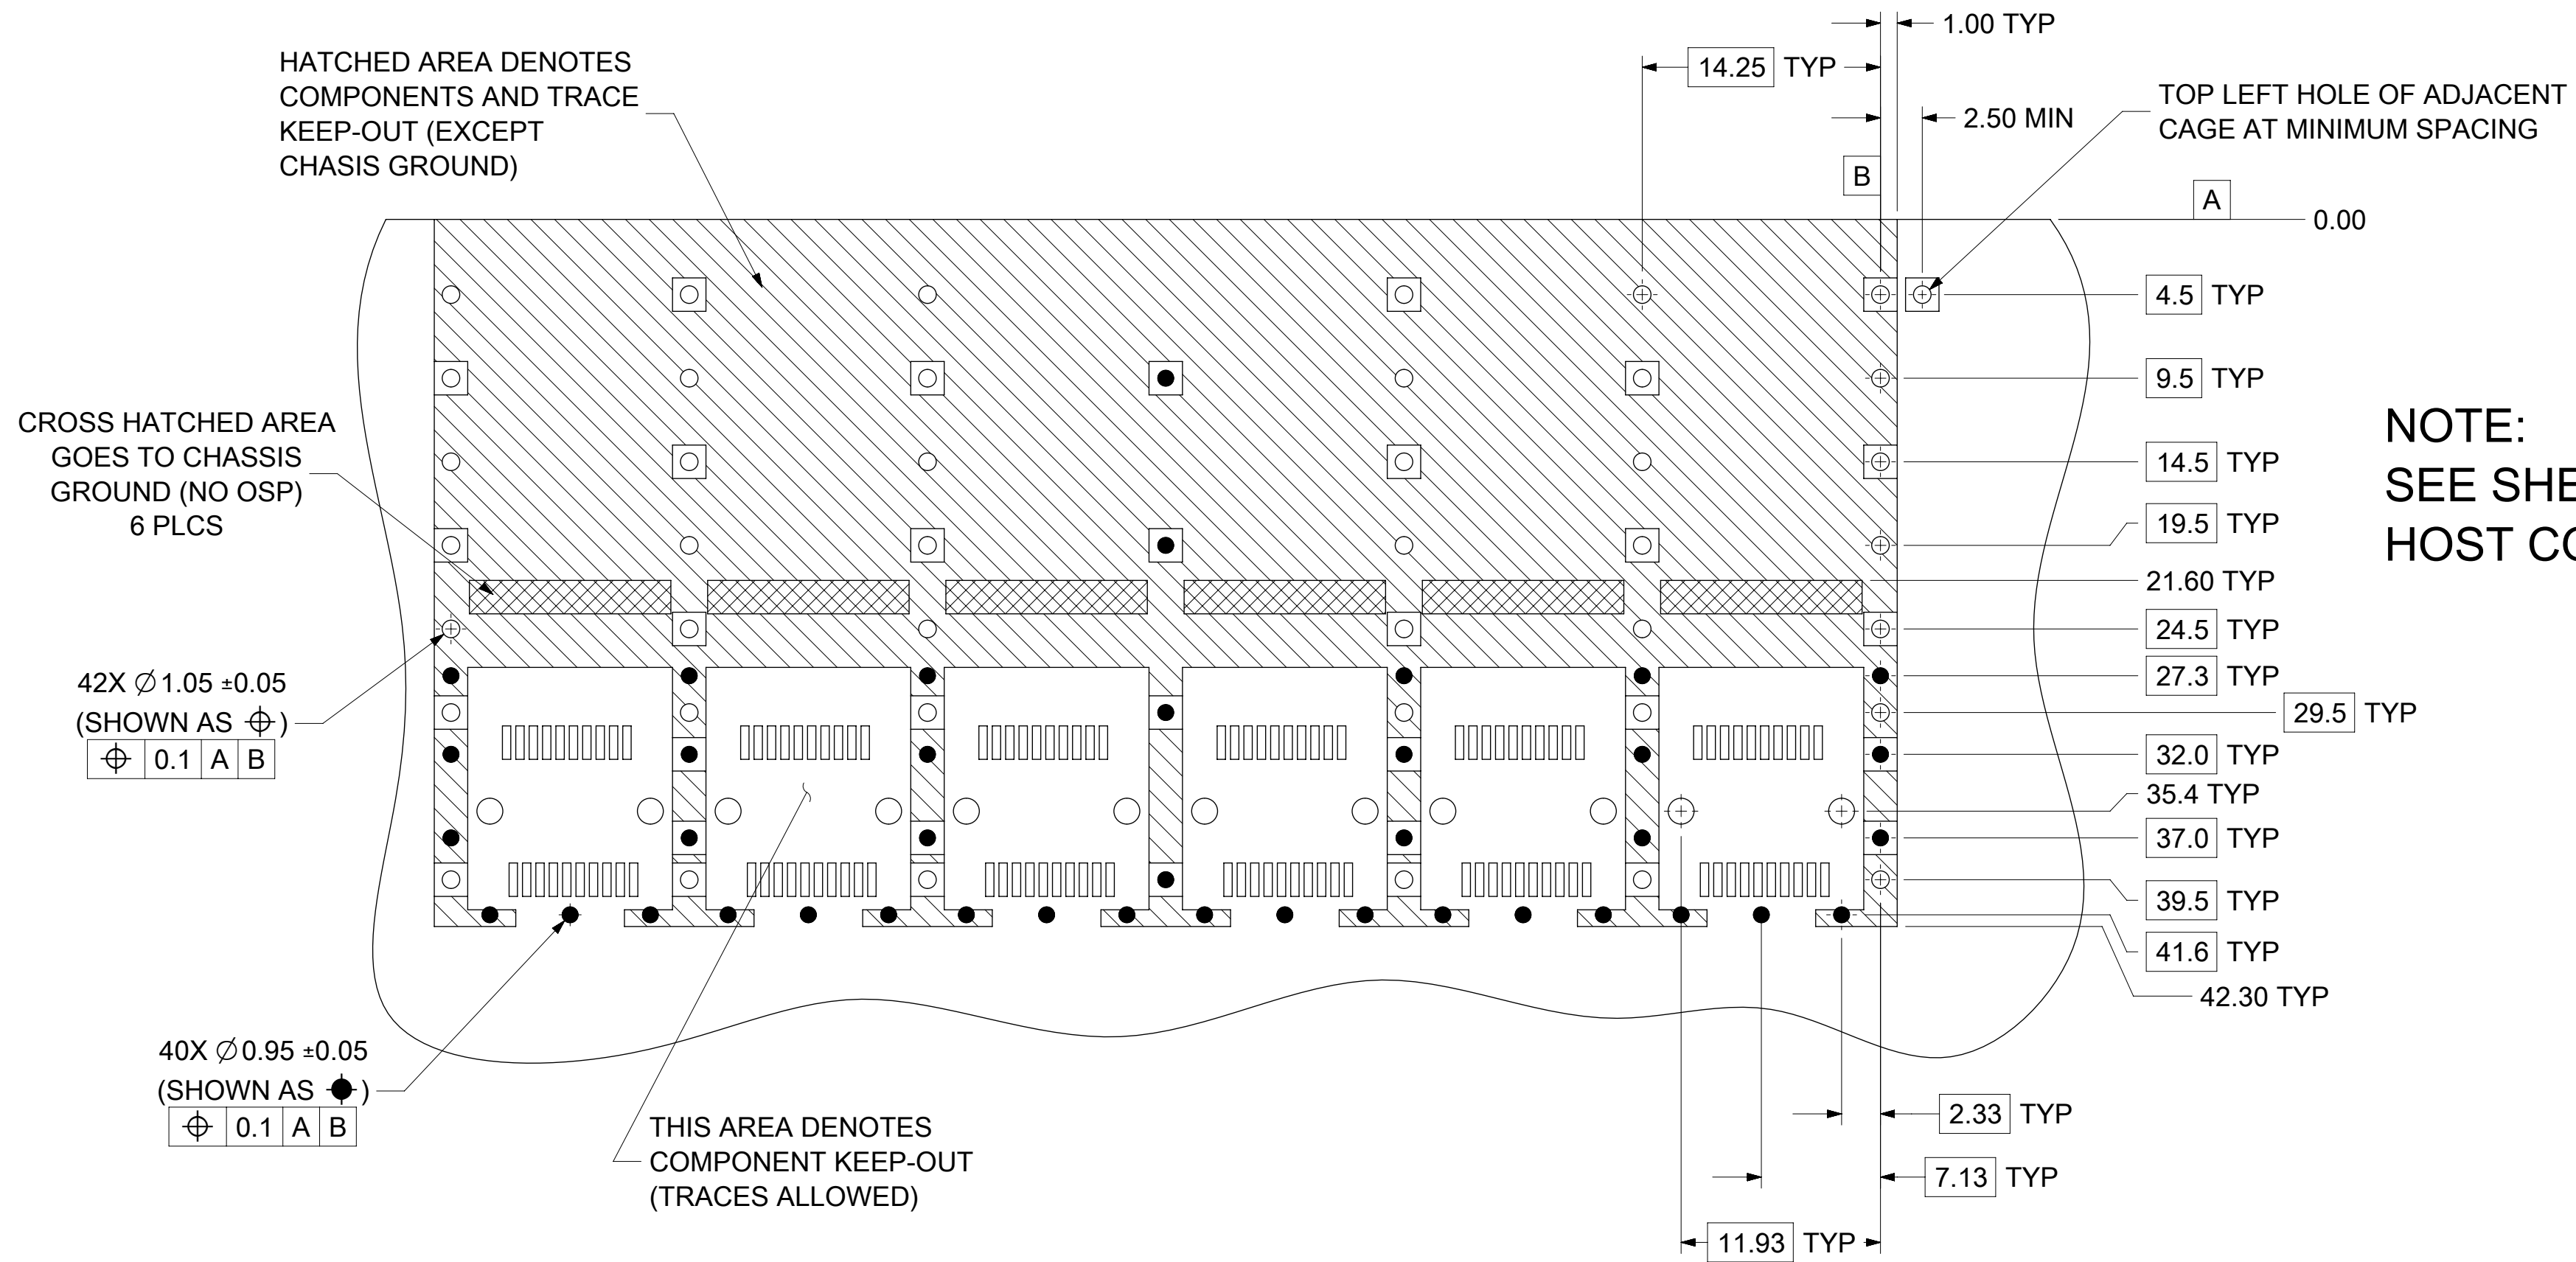 1.00 TYP
14.25 TYP
2.50 MIN
HATCHED AREA DENOTES
COMPONENTS AND TRACE
KEEP-OUT (EXCEPT
CHASIS GROUND)
TOP LEFT HOLE OF ADJACENT
CAGE AT MINIMUM SPACING
B
A
0.00
4.5 TYP
9.5 TYP
14.5 TYP
19.5 TYP
21.60 TYP
24.5 TYP
27.3 TYP
29.5 TYP
32.0 TYP
35.4 TYP
37.0 TYP
39.5 TYP
41.6 TYP
42.30 TYP
NOTE:
SEE SHE
HOST CO
CROSS HATCHED AREA
GOES TO CHASSIS
GROUND (NO OSP)
6 PLCS
42X ∅1.05 ±0.05
(SHOWN AS ⌖)
⌖ 0.1 A B
40X ∅0.95 ±0.05
(SHOWN AS )
⌖ 0.1 A B
THIS AREA DENOTES
COMPONENT KEEP-OUT
(TRACES ALLOWED)
2.33 TYP
7.13 TYP
11.93 TYP